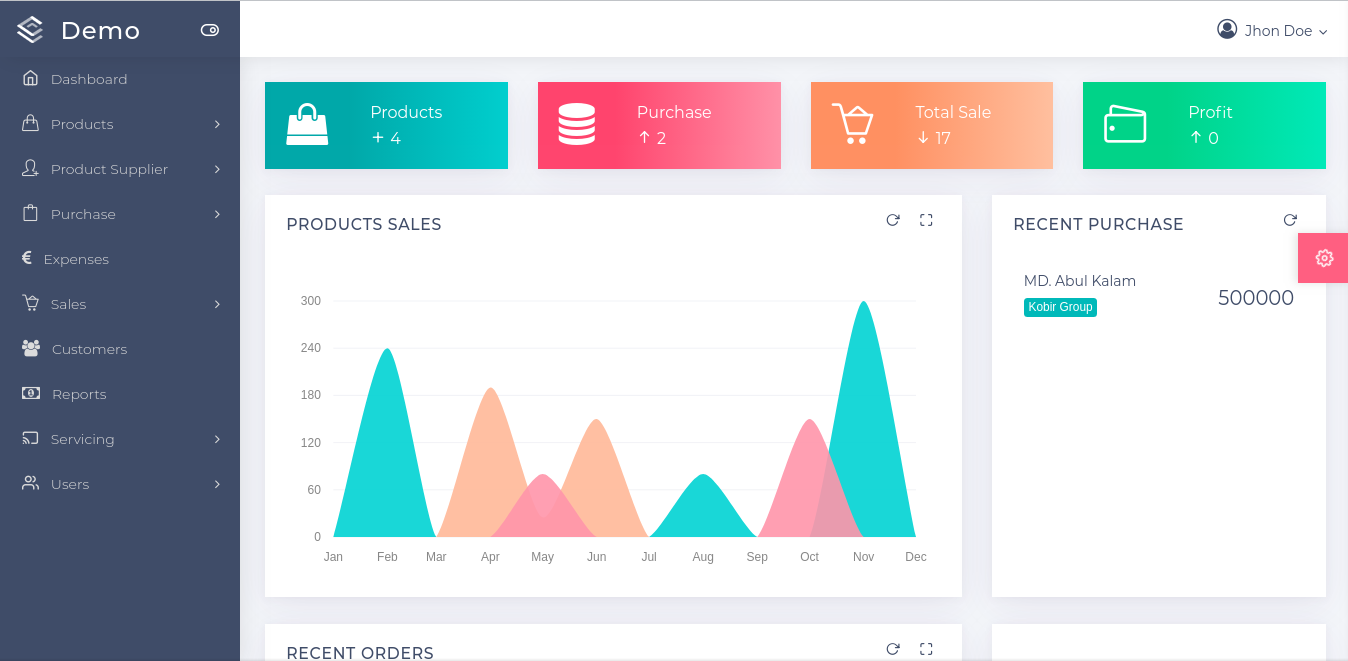 Demo
Jhon Doe
Dashboard
Products
Product Supplier
Purchase
€ Expenses
Sales
Customers
Reports
Servicing
Users
Products
+ 4
Purchase
↑ 2
Total Sale
↓ 17
Profit
↑ 0
PRODUCTS SALES
300
240
180
120
60
0
Jan Feb Mar Apr May Jun Jul Aug Sep Oct Nov Dec
RECENT PURCHASE
MD. Abul Kalam
Kobir Group
500000
RECENT ORDERS